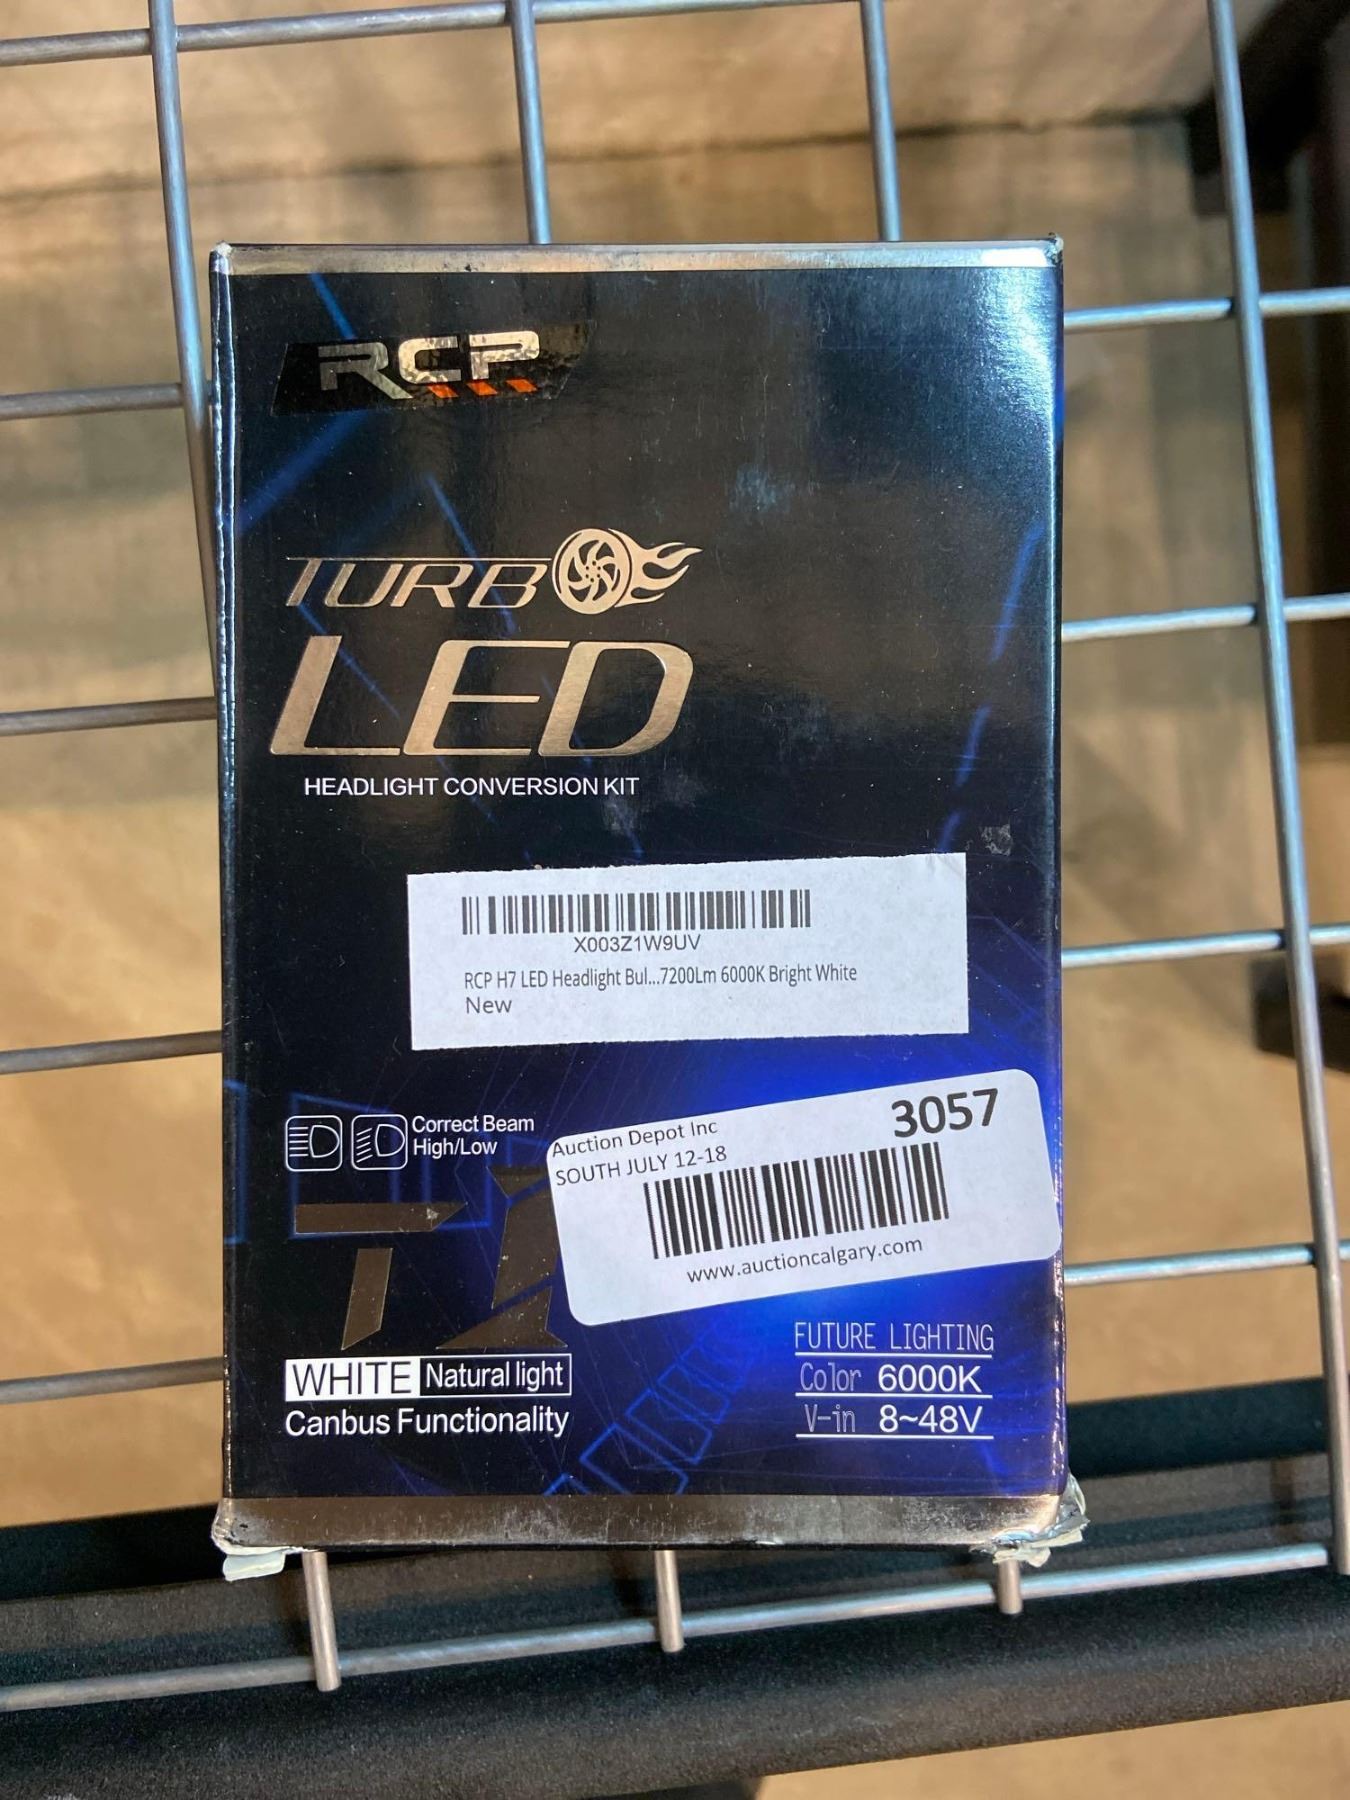 RCP
TURBO
LED
HEADLIGHT CONVERSION KIT
X003Z1W9UV
RCP H7 LED Headlight Bul...7200Lm 6000K Bright White
New
Correct Beam
High/Low
Auction Depot Inc
3057
SOUTH JULY 12-18
www.auctioncalgary.com
WHITE Natural light
Canbus Functionality
FUTURE LIGHTING
Color 6000K
V-in 8~48V